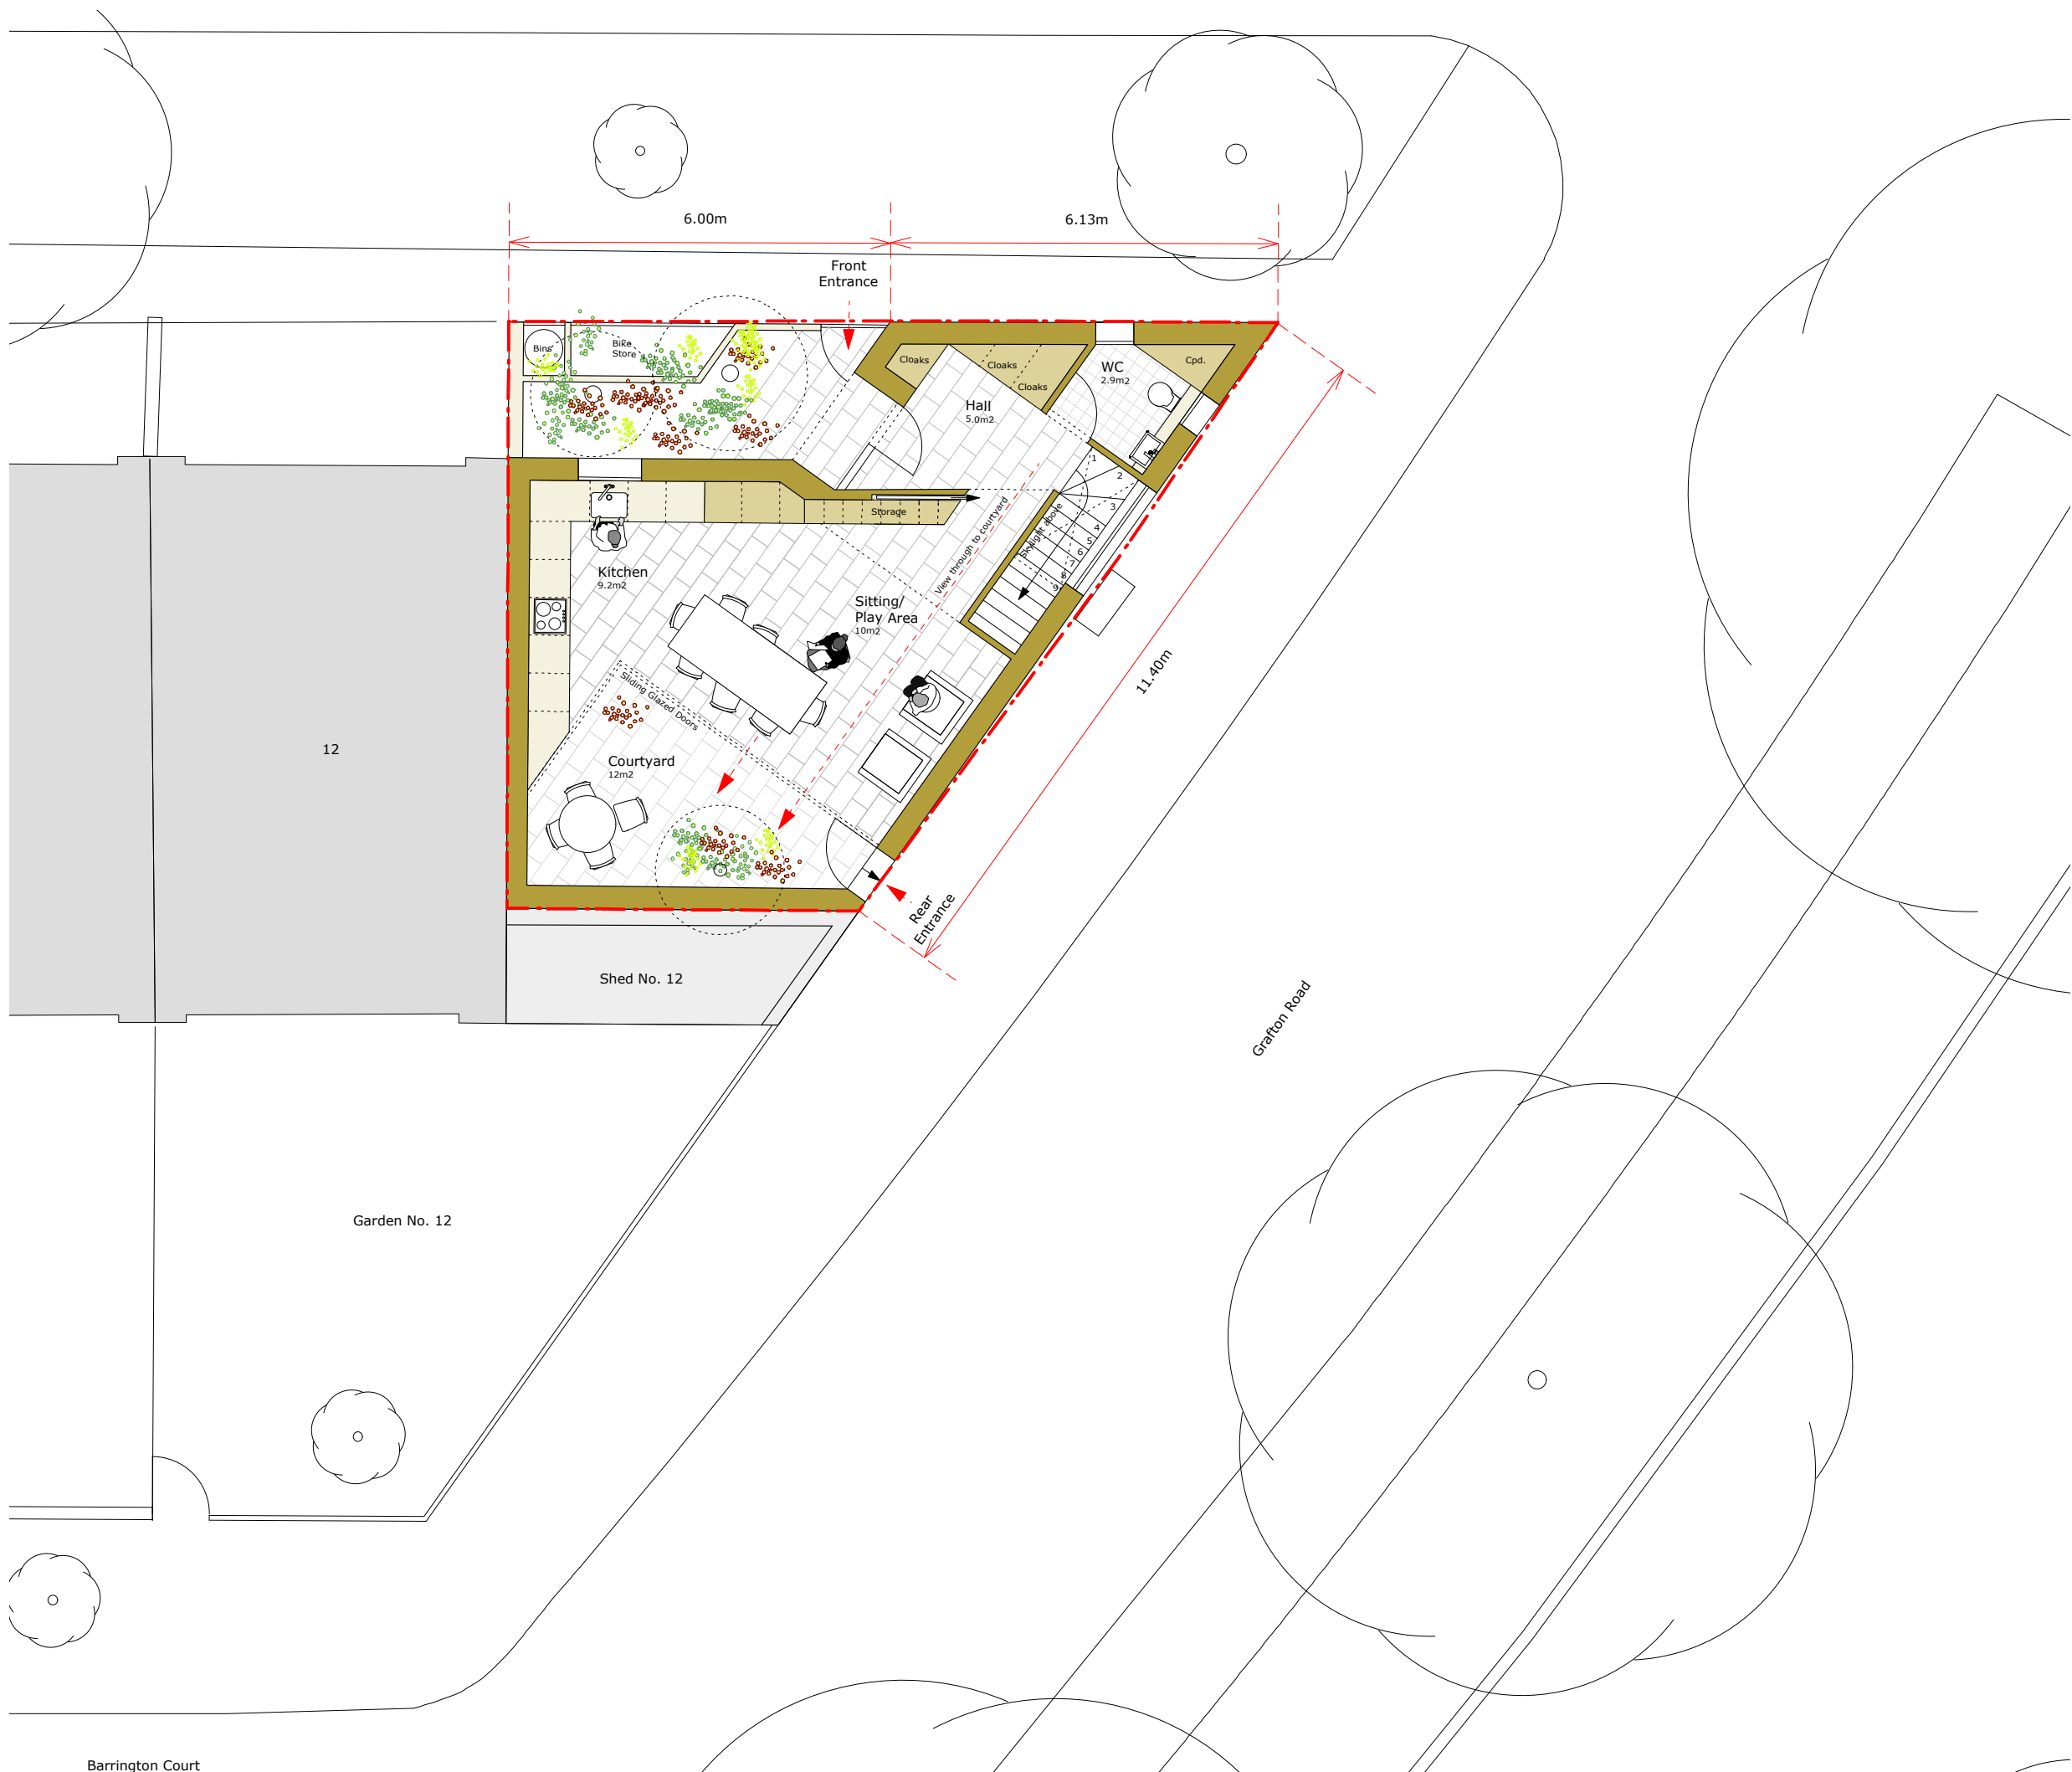 6.00m
6.13m
Front
Entrance
Bins
Bike
Store
Cloaks
Cloaks
Cloaks
WC
2.9m2
Cpd.
Hall
5.0m2
1
2
3
4
5
6
7
8
9
Storage
Skylight above
View through to courtyard
Kitchen
9.2m2
Sitting/
Play Area
10m2
Sliding Glazed Doors
11.40m
12
Courtyard
12m2
Rear
Entrance
Shed No. 12
Grafton Road
Garden No. 12
Barrington Court